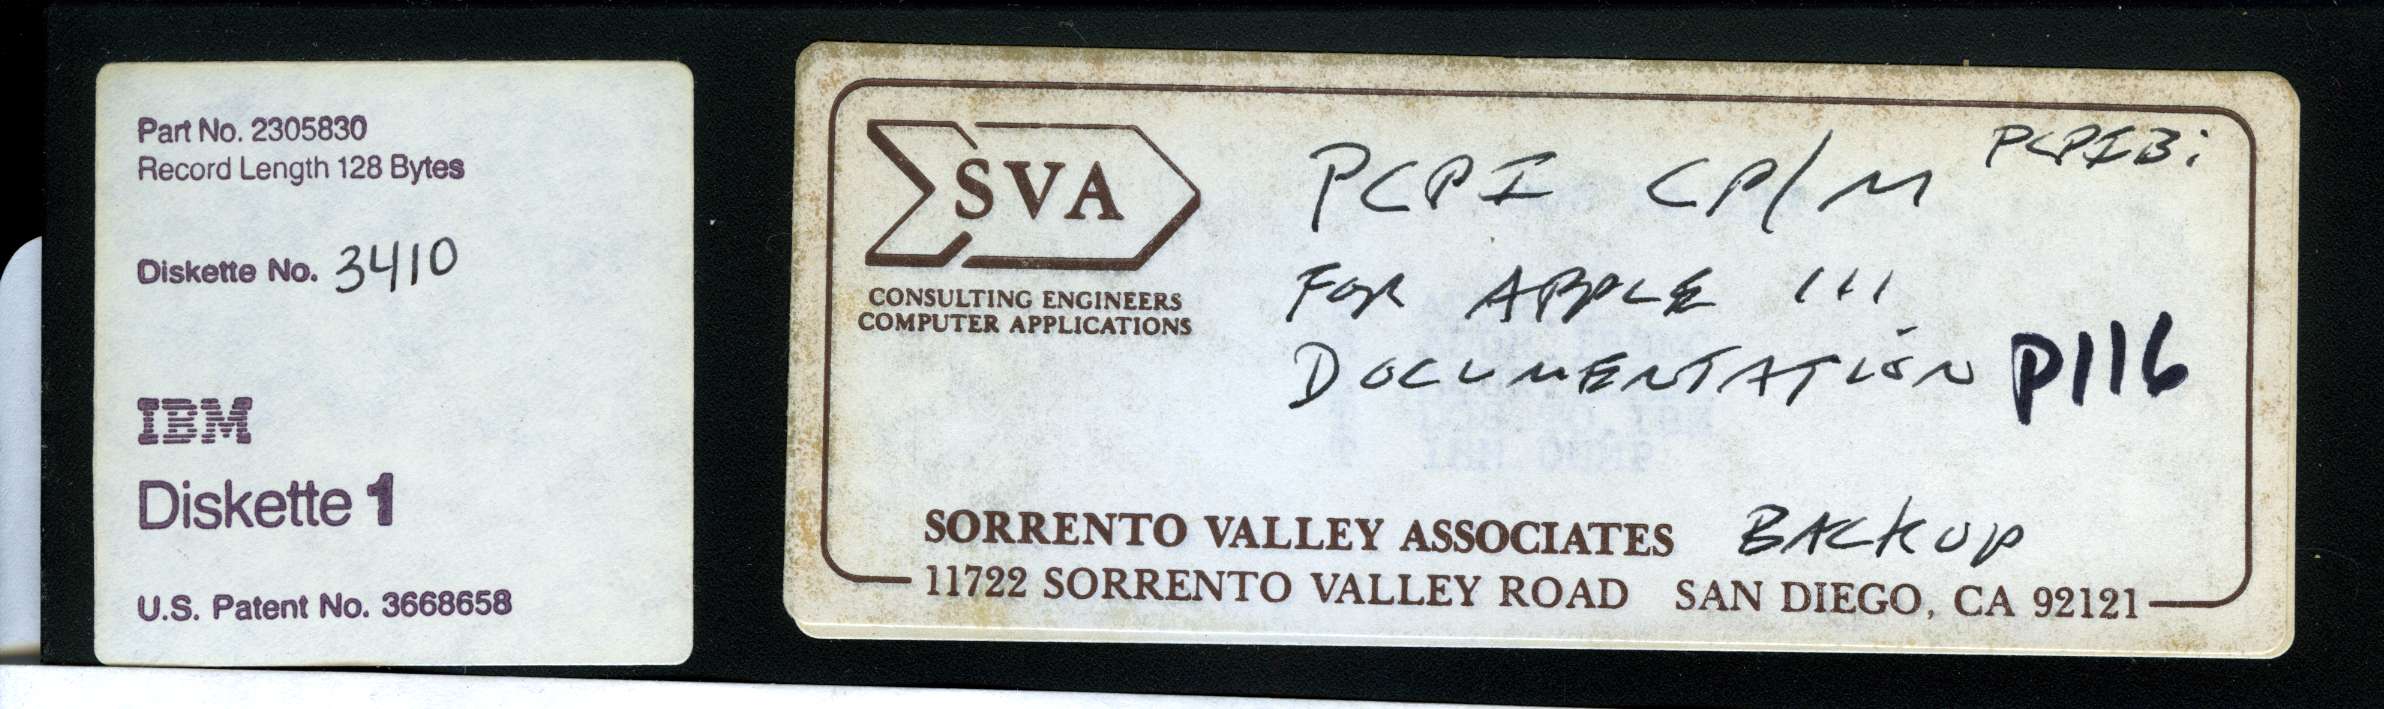 Part No. 2305830
Record Length 128 Bytes
Diskette No. 3410
IBM
Diskette 1
U.S. Patent No. 3668658
SVA
CONSULTING ENGINEERS
COMPUTER APPLICATIONS
PCPI CP/M PCPIB:
FOR APPLE III
DOCUMENTATION P116
SORRENTO VALLEY ASSOCIATES BACKUP
11722 SORRENTO VALLEY ROAD SAN DIEGO, CA 92121